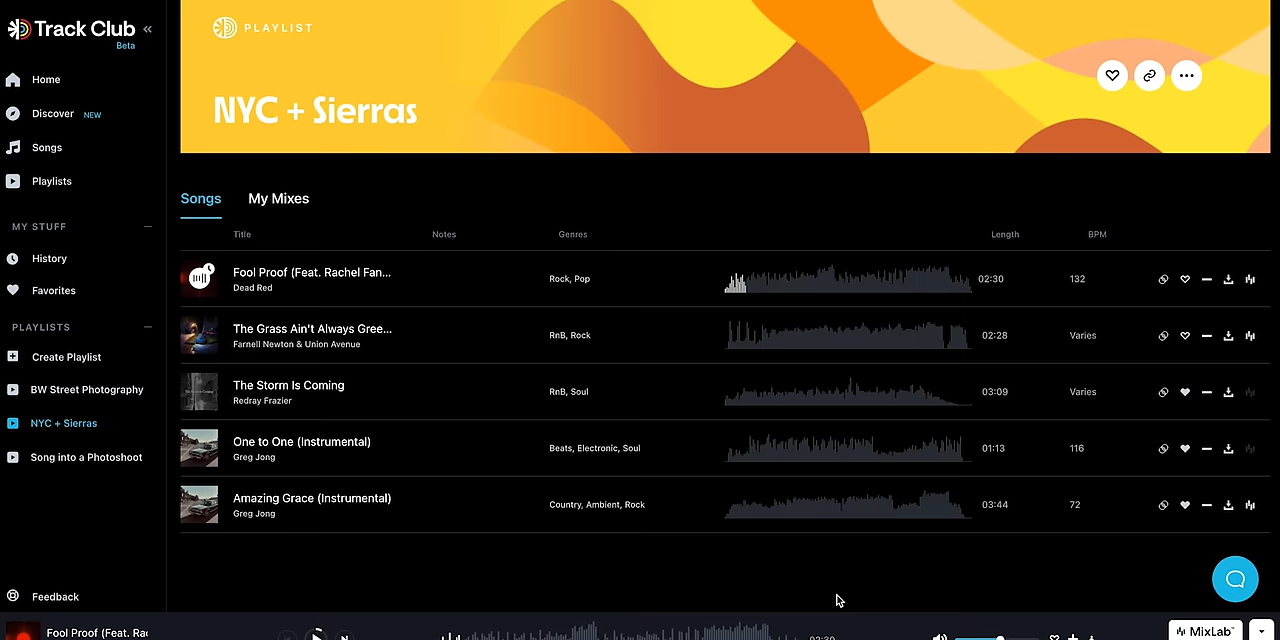 Track Club
Beta
Home
Discover NEW
Songs
Playlists
MY STUFF
History
Favorites
PLAYLISTS
Create Playlist
BW Street Photography
NYC + Sierras
Song into a Photoshoot
Feedback
PLAYLIST
NYC + Sierras
Songs My Mixes
Title Notes Genres Length BPM
Fool Proof (Feat. Rachel Fan...
Dead Red
Rock, Pop 02:30 132
The Grass Ain't Always Gree...
Farnell Newton & Union Avenue
RnB, Rock 02:28 Varies
The Storm Is Coming
Redray Frazier
RnB, Soul 03:09 Varies
One to One (Instrumental)
Greg Jong
Beats, Electronic, Soul 01:13 116
Amazing Grace (Instrumental)
Greg Jong
Country, Ambient, Rock 03:44 72
Fool Proof (Feat. Ra
02:30
MixLab